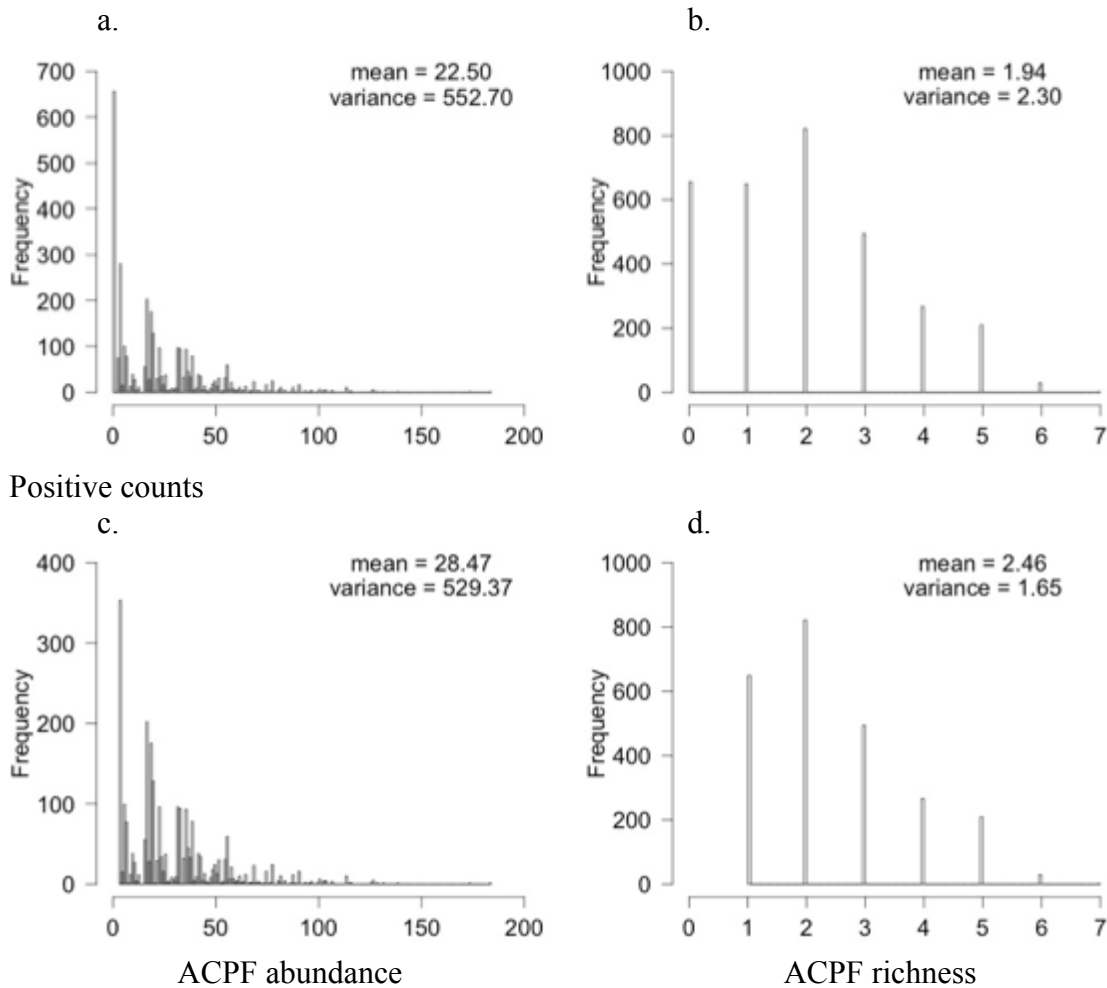 a.
mean = 22.50
variance = 552.70
700
600
500
400
300
200
100
0
Frequency
0 50 100 150 200
b.
mean = 1.94
variance = 2.30
1000
800
600
400
200
0
Frequency
0 1 2 3 4 5 6 7
Positive counts
c.
mean = 28.47
variance = 529.37
400
300
200
100
0
Frequency
0 50 100 150 200
ACPF abundance
d.
mean = 2.46
variance = 1.65
1000
800
600
400
200
0
Frequency
0 1 2 3 4 5 6 7
ACPF richness